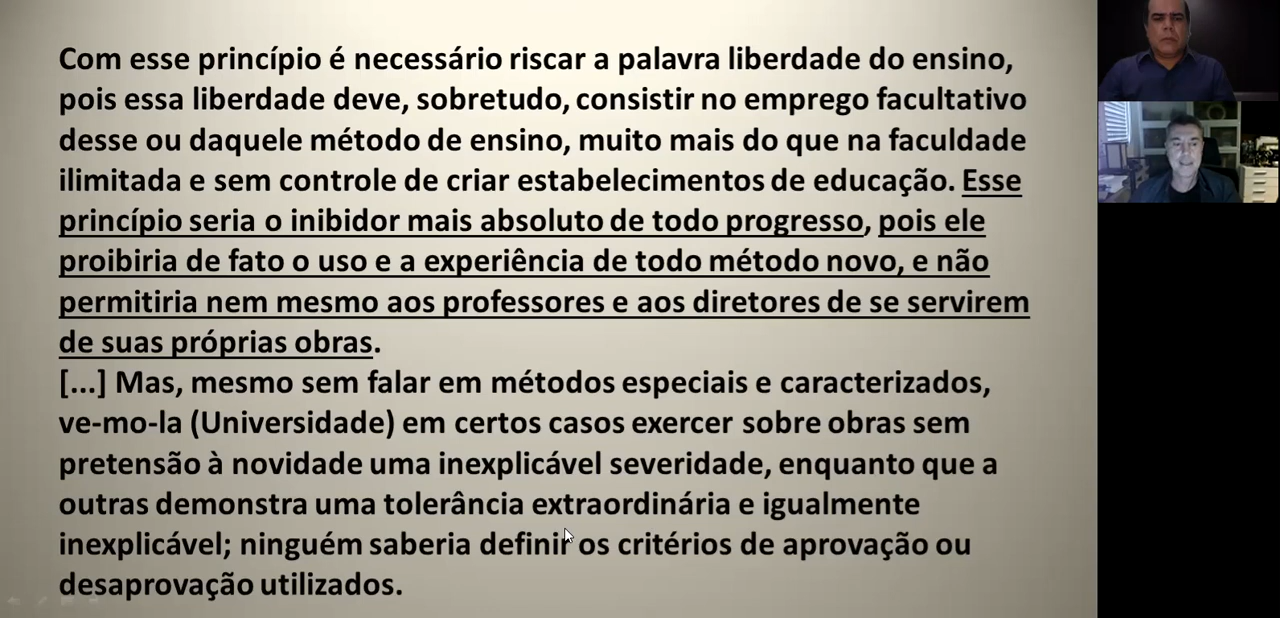 Com esse princípio é necessário riscar a palavra liberdade do ensino,
pois essa liberdade deve, sobretudo, consistir no emprego facultativo
desse ou daquele método de ensino, muito mais do que na faculdade
ilimitada e sem controle de criar estabelecimentos de educação. Esse
princípio seria o inibidor mais absoluto de todo progresso, pois ele
proibiria de fato o uso e a experiência de todo método novo, e não
permitiria nem mesmo aos professores e aos diretores de se servirem
de suas próprias obras.
[...] Mas, mesmo sem falar em métodos especiais e caracterizados,
ve-mo-la (Universidade) em certos casos exercer sobre obras sem
pretensão à novidade uma inexplicável severidade, enquanto que a
outras demonstra uma tolerância extraordinária e igualmente
inexplicável; ninguém saberia definir os critérios de aprovação ou
desaprovação utilizados.